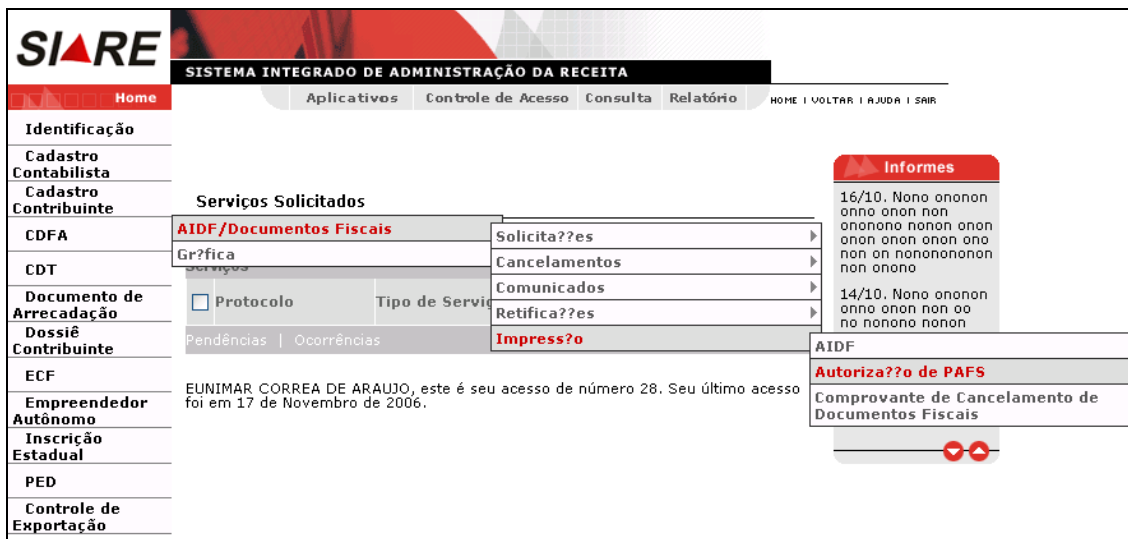 SIARE
SISTEMA INTEGRADO DE ADMINISTRAÇÃO DA RECEITA
Home
Aplicativos Controle de Acesso Consulta Relatório
HOME | VOLTAR | AJUDA | SAIR
Identificação
Cadastro
Contabilista
Cadastro
Contribuinte
CDFA
CDT
Documento de
Arrecadação
Dossiê
Contribuinte
ECF
Empreendedor
Autônomo
Inscrição
Estadual
PED
Controle de
Exportação
Serviços Solicitados
AIDF/Documentos Fiscais
Gr?fica
Serviços
Protocolo Tipo de Serviç
Pendências | Ocorrências
Solicita??es
Cancelamentos
Comunicados
Retifica??es
Impress?o
AIDF
Autoriza??o de PAFS
Comprovante de Cancelamento de
Documentos Fiscais
EUNIMAR CORREA DE ARAUJO, este é seu acesso de número 28. Seu último acesso
foi em 17 de Novembro de 2006.
Informes
16/10. Nono ononon
onno onon non
ononono nonon onon
onon onon onon ono
non on nonononnonon
non onono
14/10. Nono ononon
onno onon non oo
no nonono nonon